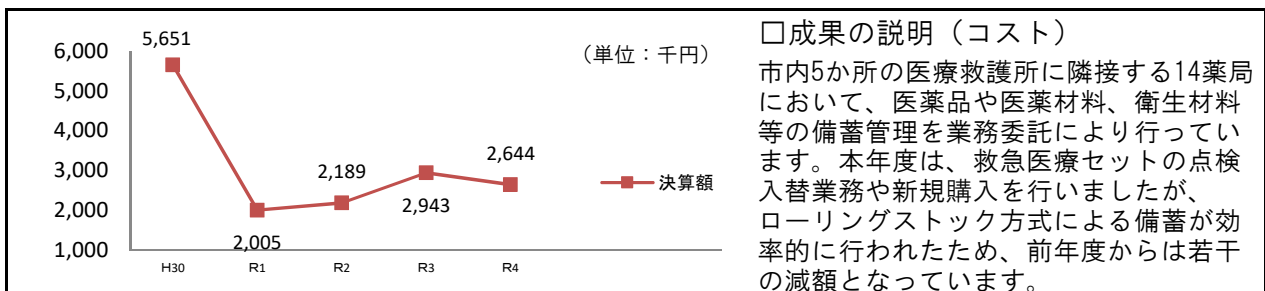 5,651
6,000
(単位:千円)
5,000
4,000
3,000
2,644
2,189
決算額
2,943
2,000
2,005
1,000
H30
R1
R2
R3
R4
□成果の説明(コスト)
市内5か所の医療救護所に隣接する14薬局
において、医薬品や医薬材料、衛生材料
等の備蓄管理を業務委託により行ってい
ます。本年度は、救急医療セットの点検
入替業務や新規購入を行いましたが、
ローリングストック方式による備蓄が効
率的に行われたため、前年度からは若干
の減額となっています。